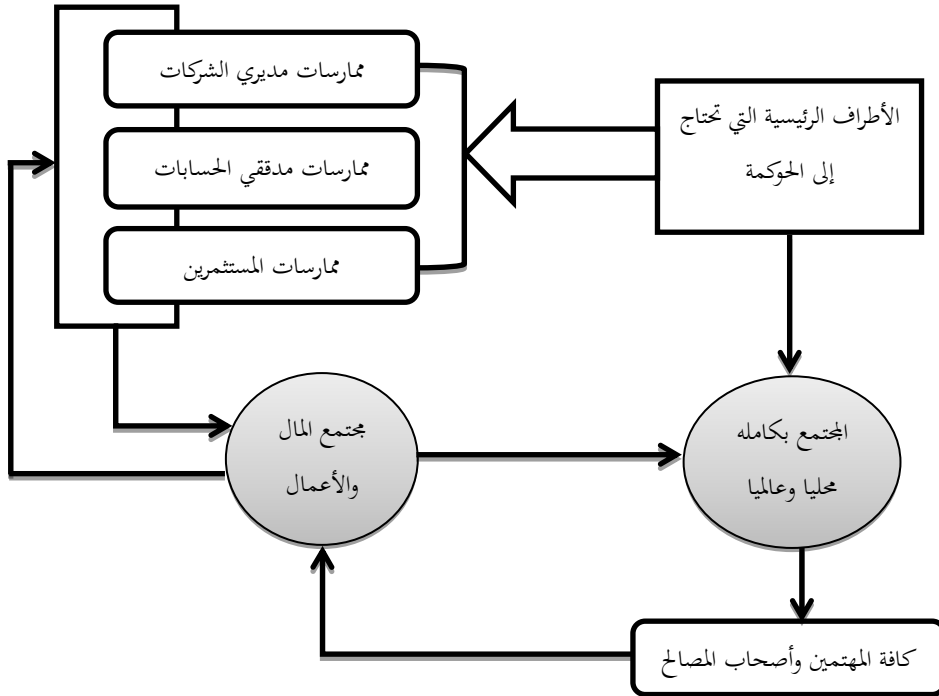 الأطراف الرئيسية التي تحتاج
إلى الحوكمة
ممارسات مديري الشركات
ممارسات مدققي الحسابات
ممارسات المستثمرين
المجتمع بكامله
محليا وعالميا
مجتمع المال
والأعمال
كافة المهتمين وأصحاب المصالح